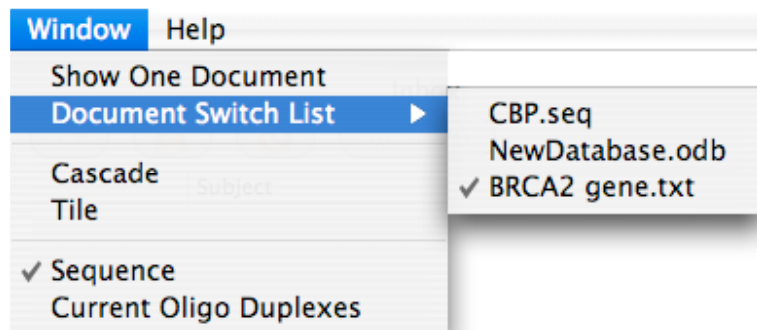 Window Help
Show One Document
Document Switch List
CBP.seq
NewDatabase.odb
BRCA2 gene.txt
Cascade
Subject
Tile
Sequence
Current Oligo Duplexes